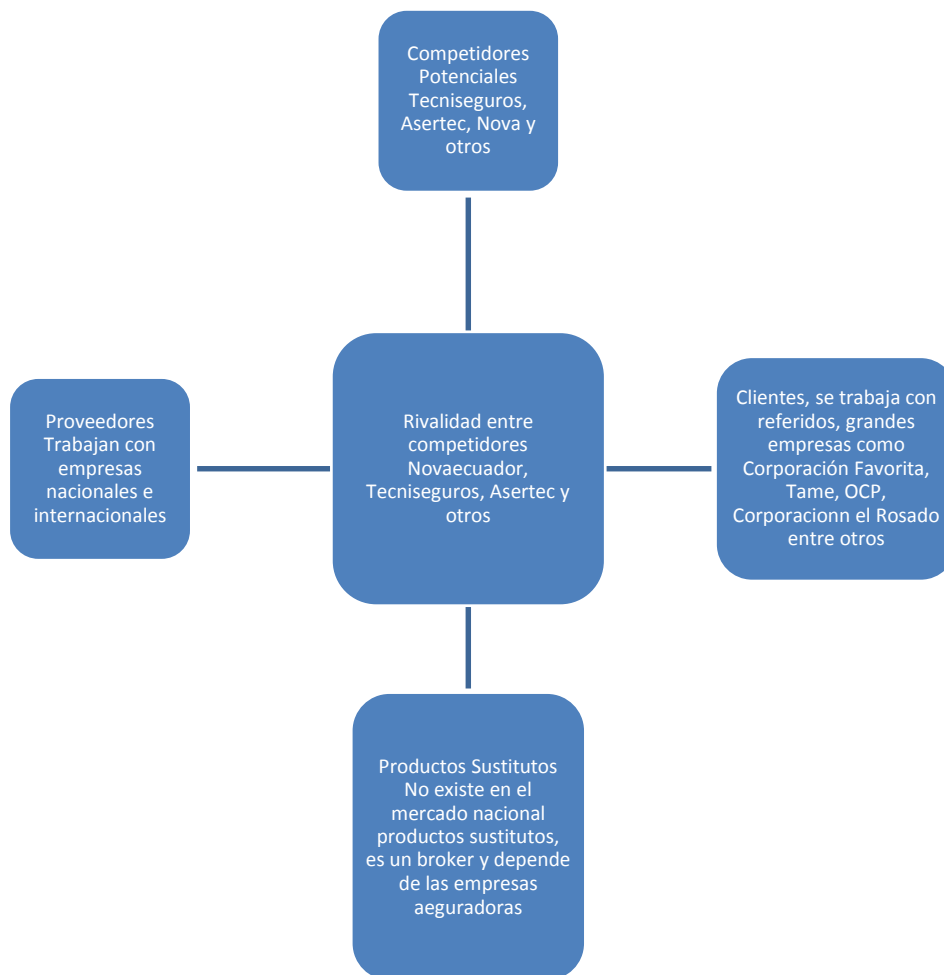 Competidores
Potenciales
Tecniseguros,
Asertec, Nova y
otros
Proveedores
Trabajan con
empresas
nacionales e
internacionales
Rivalidad entre
competidores
Novaecuador,
Tecniseguros, Asertec y
otros
Clientes, se trabaja con
referidos, grandes
empresas como
Corporación Favorita,
Tame, OCP,
Corporacionn el Rosado
entre otros
Productos Sustitutos
No existe en el
mercado nacional
productos sustitutos,
es un broker y depende
de las empresas
aeguradoras